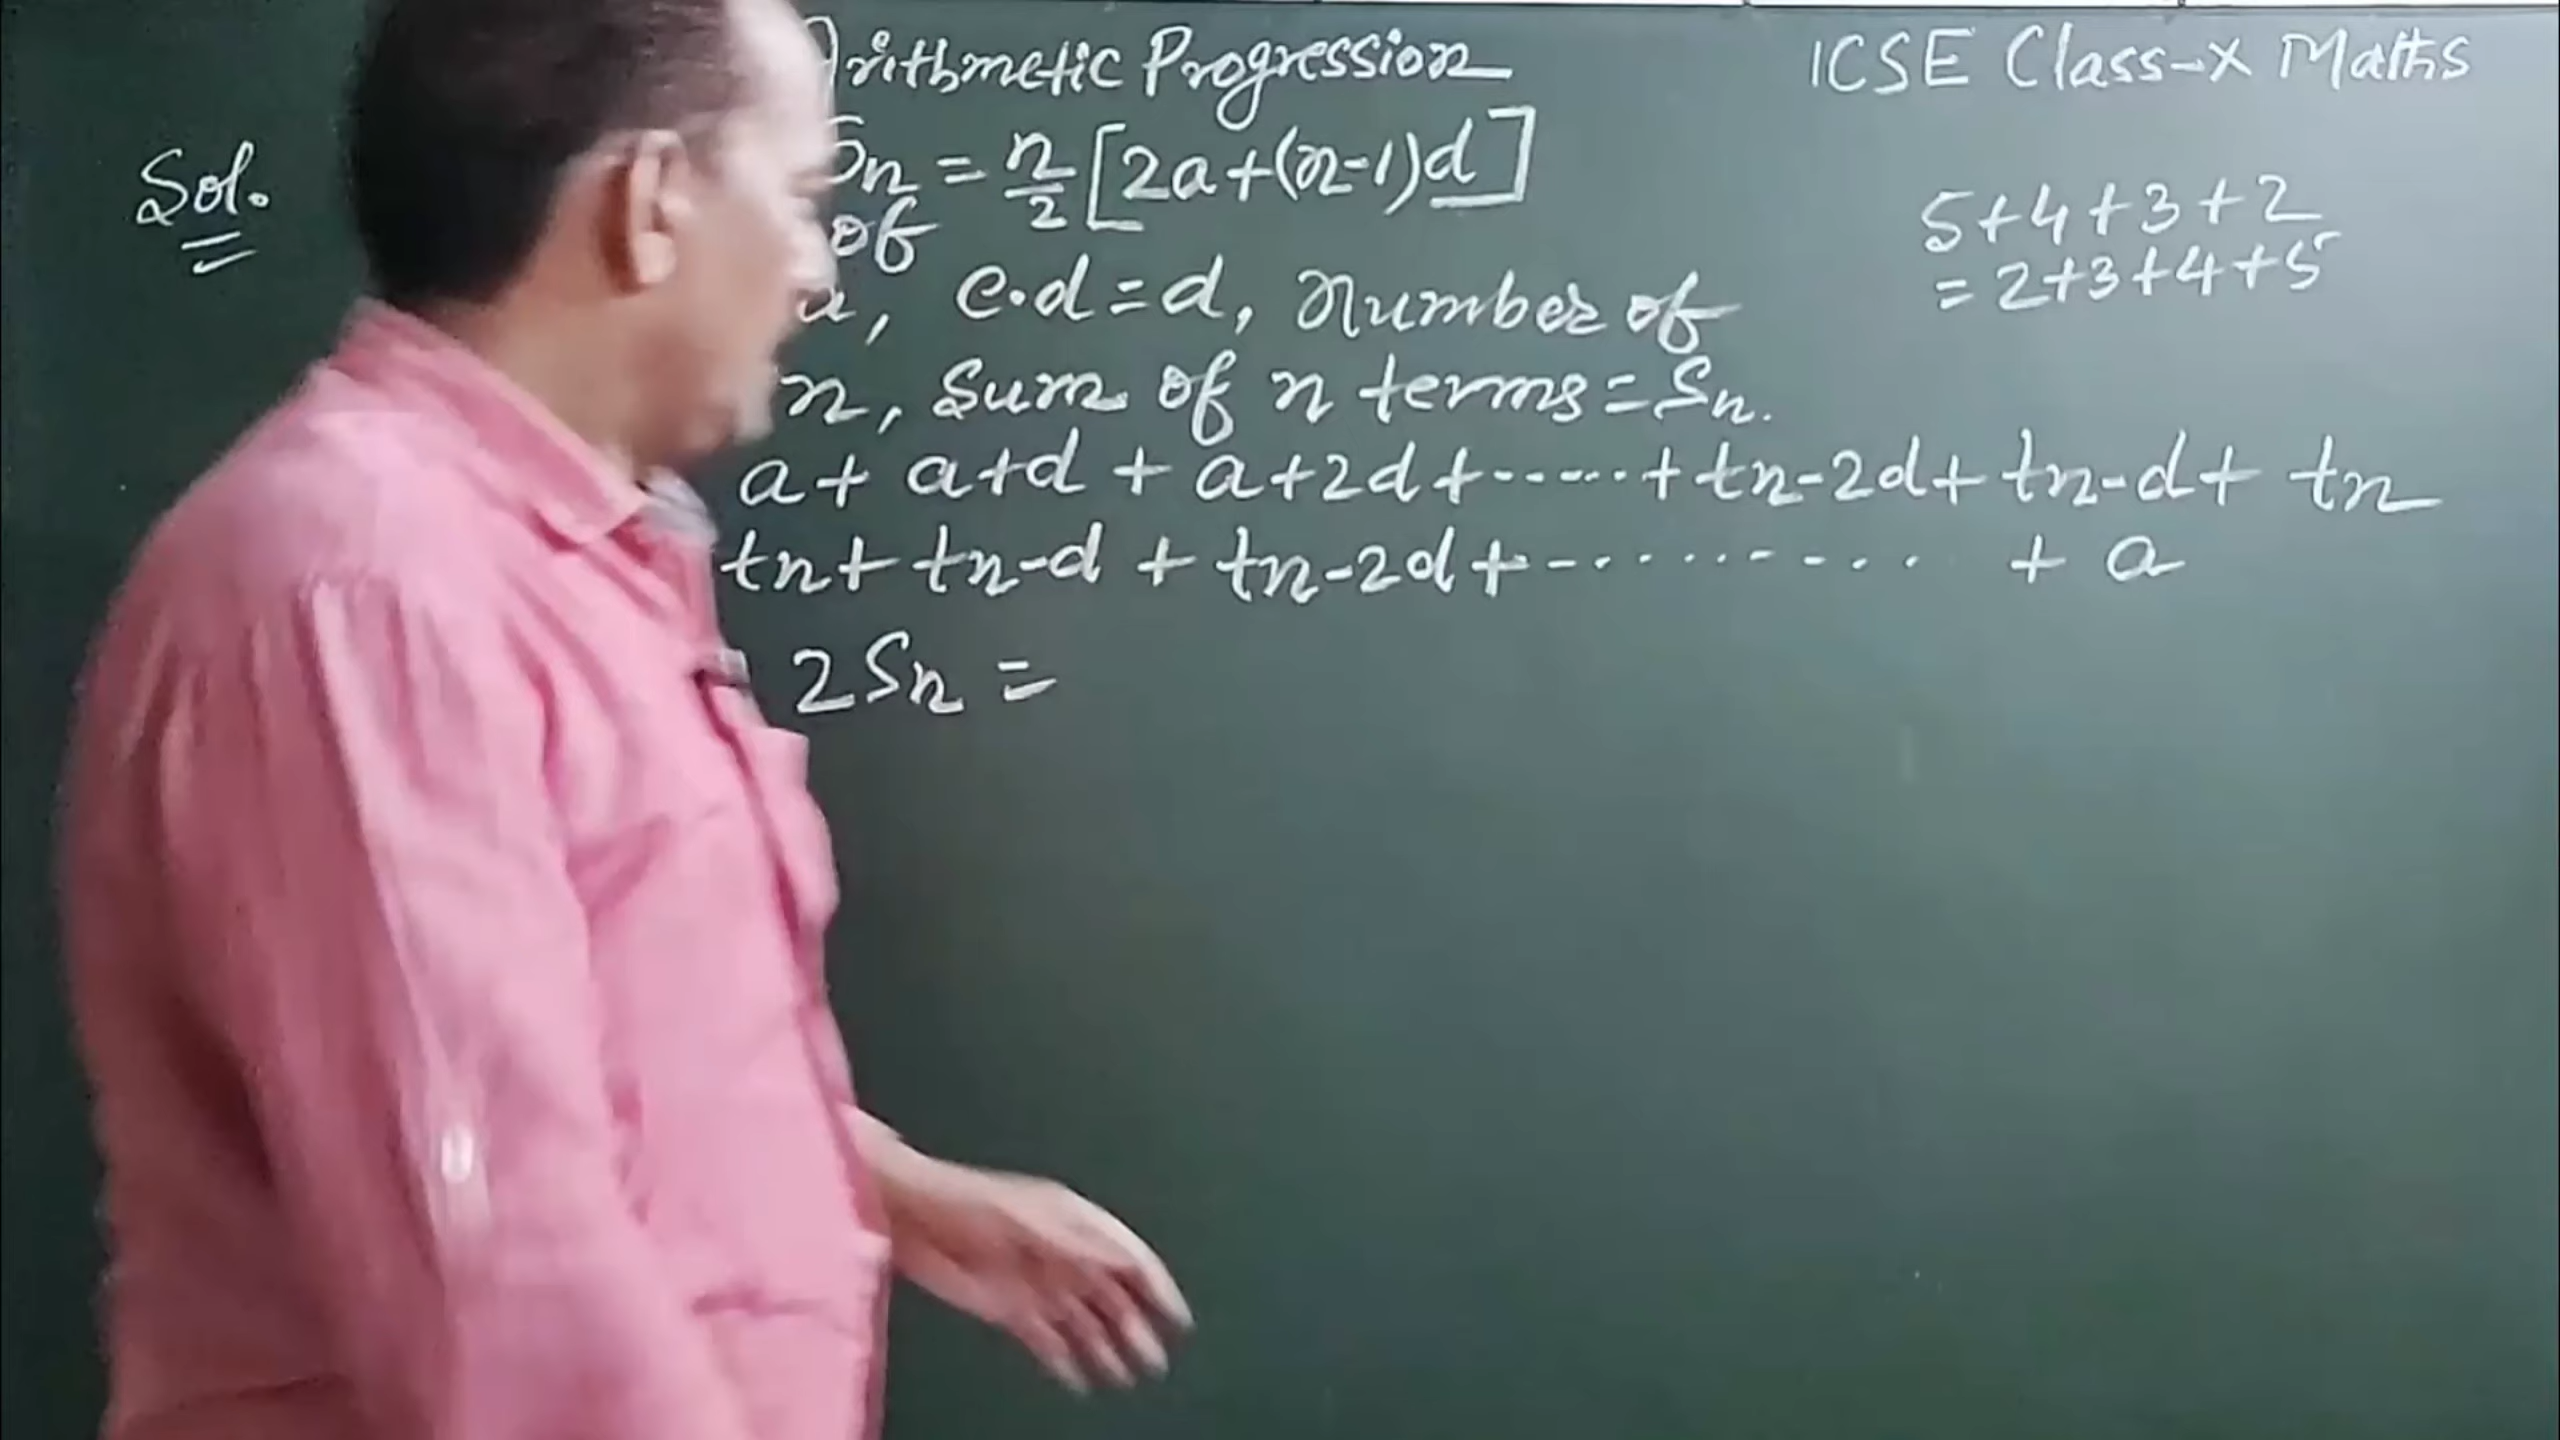 Arithmetic Progression
ICSE Class-X Maths
Sol.
Sn = n/2 [2a+(n-1)d]
of
5+4+3+2
= 2+3+4+5
a, c.d = d, Number of
n, Sum of n terms = Sn.
a + a+d + a+2d + ------ + tn-2d + tn-d + tn
tn + tn-d + tn-2d + - - - - - - - - - + a
2Sn =